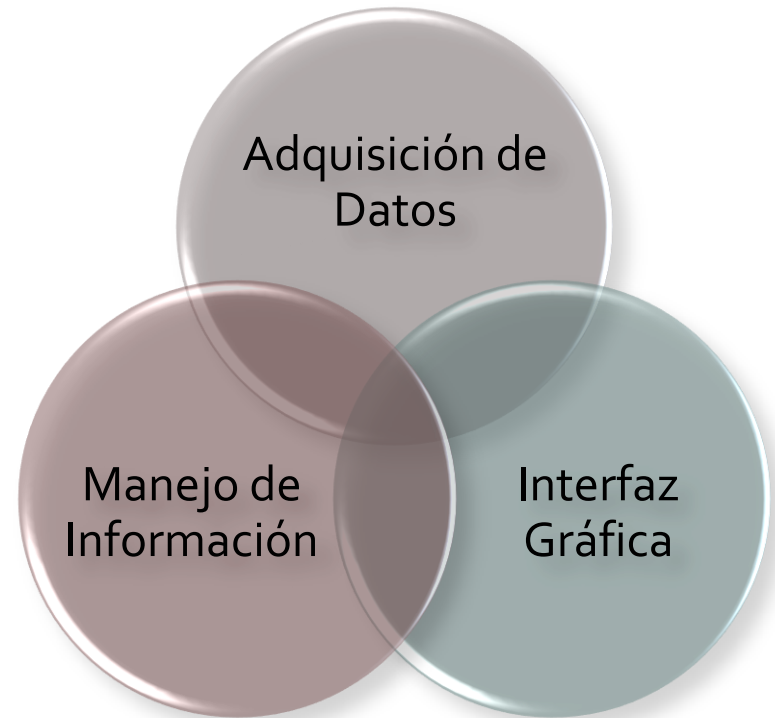 Adquisición de
Datos
Manejo de
Información
Interfaz
Gráfica